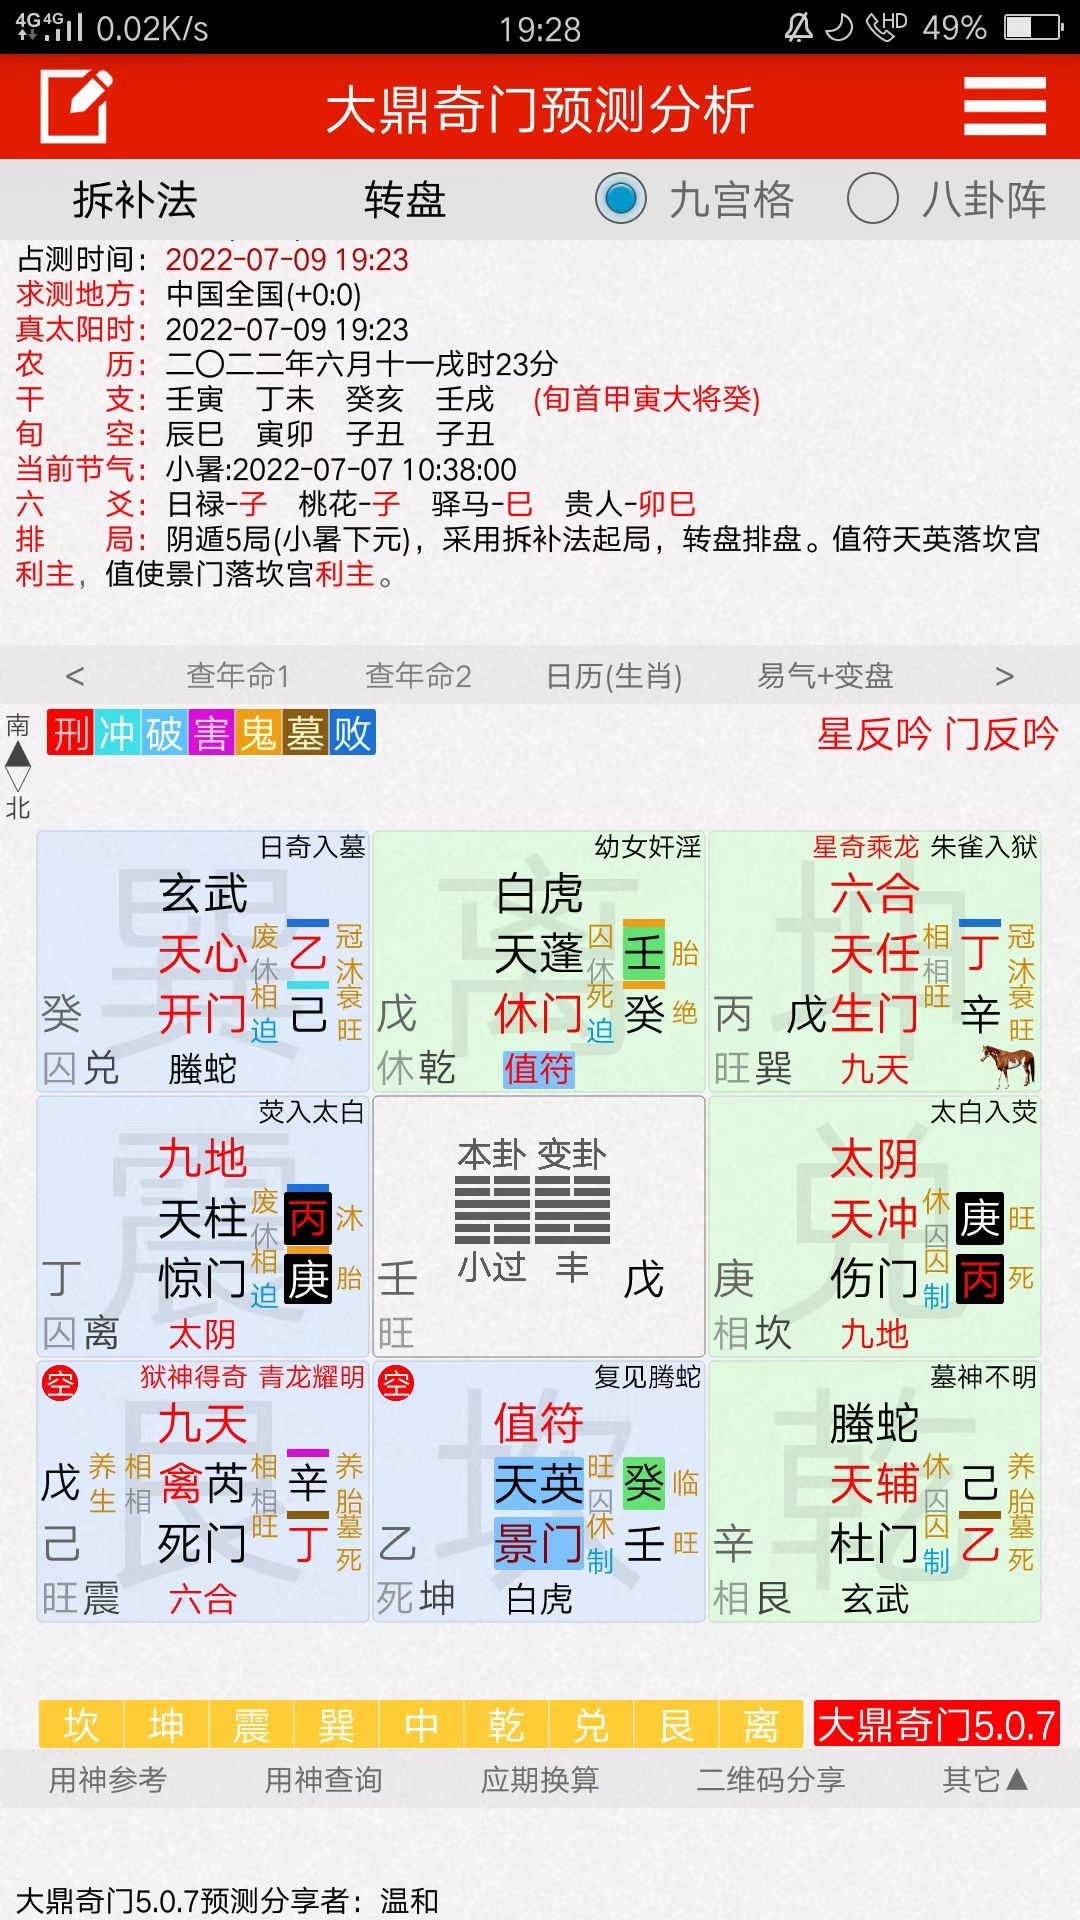 4G 4G 0.02K/s 19:28 HD 49%
大鼎奇门预测分析
拆补法 转盘 九宫格 八卦阵
占测时间：2022-07-09 19:23
求测地方：中国全国(+0:0)
真太阳时：2022-07-09 19:23
农 历：二〇二二年六月十一戌时23分
干 支：壬寅 丁未 癸亥 壬戌 (旬首甲寅大将癸)
旬 空：辰巳 寅卯 子丑 子丑
当前节气：小暑:2022-07-07 10:38:00
六 爻：日禄-子 桃花-子 驿马-巳 贵人-卯巳
排 局：阴遁5局(小暑下元)，采用拆补法起局，转盘排盘。值符天英落坎宫
利主，值使景门落坎宫利主。
< 查年命1 查年命2 日历(生肖) 易气+变盘 >
南
北
刑冲破害鬼墓败 星反吟 门反吟
巽
日奇入墓
玄武
天心 废休 乙 冠沐
癸 开门 相迫 己 衰旺
囚兑 螣蛇
离
幼女奸淫
白虎
天蓬 囚休 壬 胎
戊 休门 死迫 癸 绝
休乾 值符
坤
星奇乘龙 朱雀入狱
六合
天任 相相 丁 冠沐
丙 戊 生门 旺 辛 衰旺
旺巽 九天
震
荧入太白
九地
天柱 废休 丙 沐
丁 惊门 相迫 庚 胎
囚离 太阴
本卦 变卦
小过 丰
壬 戊
旺
兑
太白入荧
太阴
天冲 休囚 庚 旺
庚 伤门 囚制 丙 死
相坎 九地
艮
空 狱神得奇 青龙耀明
九天
戊 养生 相相 禽芮 相相 辛 养胎
己 死门 旺 丁 墓死
旺震 六合
坎
空 复见腾蛇
值符
天英 旺囚 癸 临
乙 景门 休制 壬 旺
死坤 白虎
乾
墓神不明
螣蛇
天辅 休囚 己 养胎
辛 杜门 囚制 乙 墓死
相艮 玄武
坎 坤 震 巽 中 乾 兑 艮 离 大鼎奇门5.0.7
用神参考 用神查询 应期换算 二维码分享 其它▲
大鼎奇门5.0.7预测分享者：温和